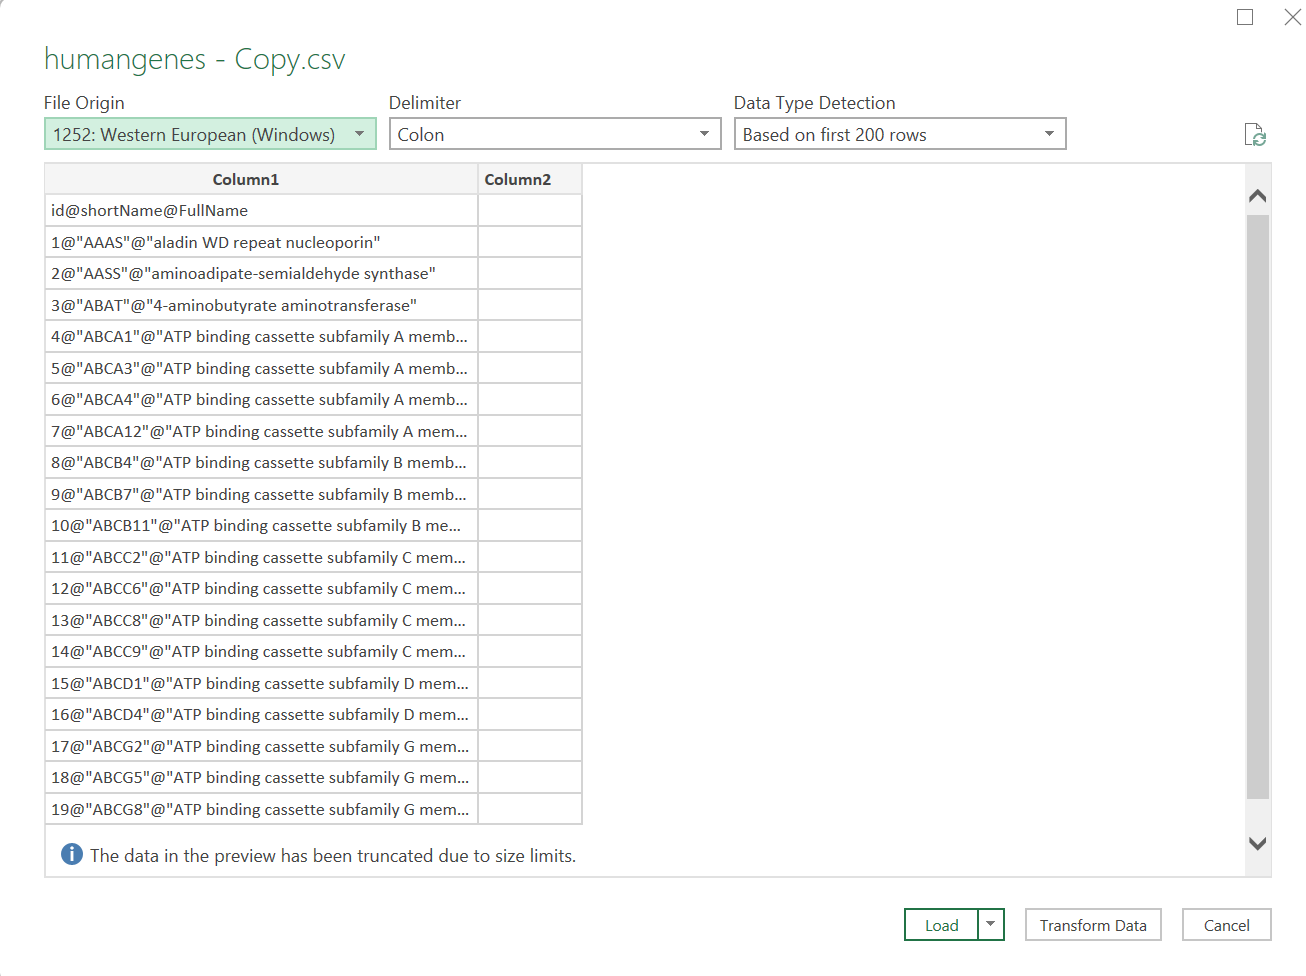 humangenes - Copy.csv
File Origin Delimiter Data Type Detection
1252: Western European (Windows) Colon Based on first 200 rows
Column1 Column2
id@shortName@FullName
1@"AAAS"@"aladin WD repeat nucleoporin"
2@"AASS"@"aminoadipate-semialdehyde synthase"
3@"ABAT"@"4-aminobutyrate aminotransferase"
4@"ABCA1"@"ATP binding cassette subfamily A memb...
5@"ABCA3"@"ATP binding cassette subfamily A memb...
6@"ABCA4"@"ATP binding cassette subfamily A memb...
7@"ABCA12"@"ATP binding cassette subfamily A mem...
8@"ABCB4"@"ATP binding cassette subfamily B memb...
9@"ABCB7"@"ATP binding cassette subfamily B memb...
10@"ABCB11"@"ATP binding cassette subfamily B me...
11@"ABCC2"@"ATP binding cassette subfamily C mem...
12@"ABCC6"@"ATP binding cassette subfamily C mem...
13@"ABCC8"@"ATP binding cassette subfamily C mem...
14@"ABCC9"@"ATP binding cassette subfamily C mem...
15@"ABCD1"@"ATP binding cassette subfamily D mem...
16@"ABCD4"@"ATP binding cassette subfamily D mem...
17@"ABCG2"@"ATP binding cassette subfamily G mem...
18@"ABCG5"@"ATP binding cassette subfamily G mem...
19@"ABCG8"@"ATP binding cassette subfamily G mem...
The data in the preview has been truncated due to size limits.
Load Transform Data Cancel